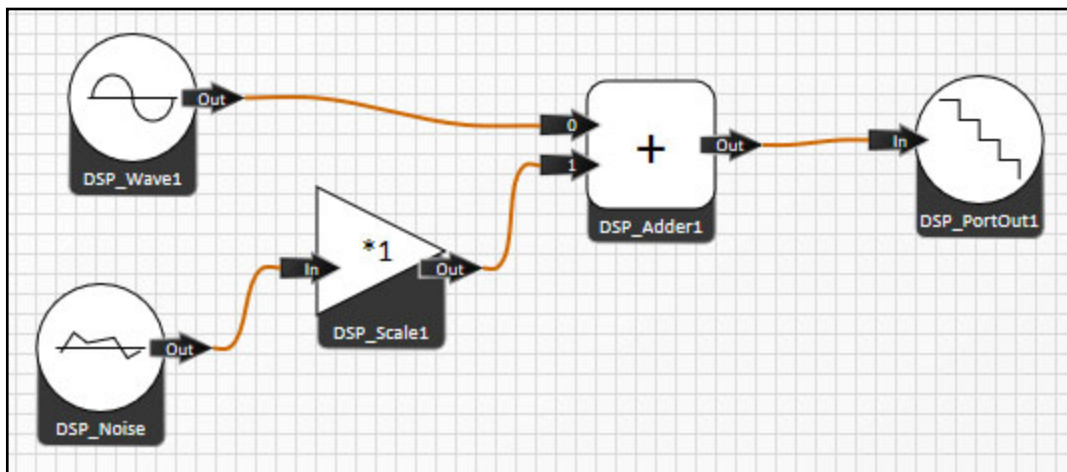 Out
DSP_Wave1
0
1
+
Out
DSP_Adder1
In
DSP_PortOut1
In
*1
Out
DSP_Scale1
Out
DSP_Noise